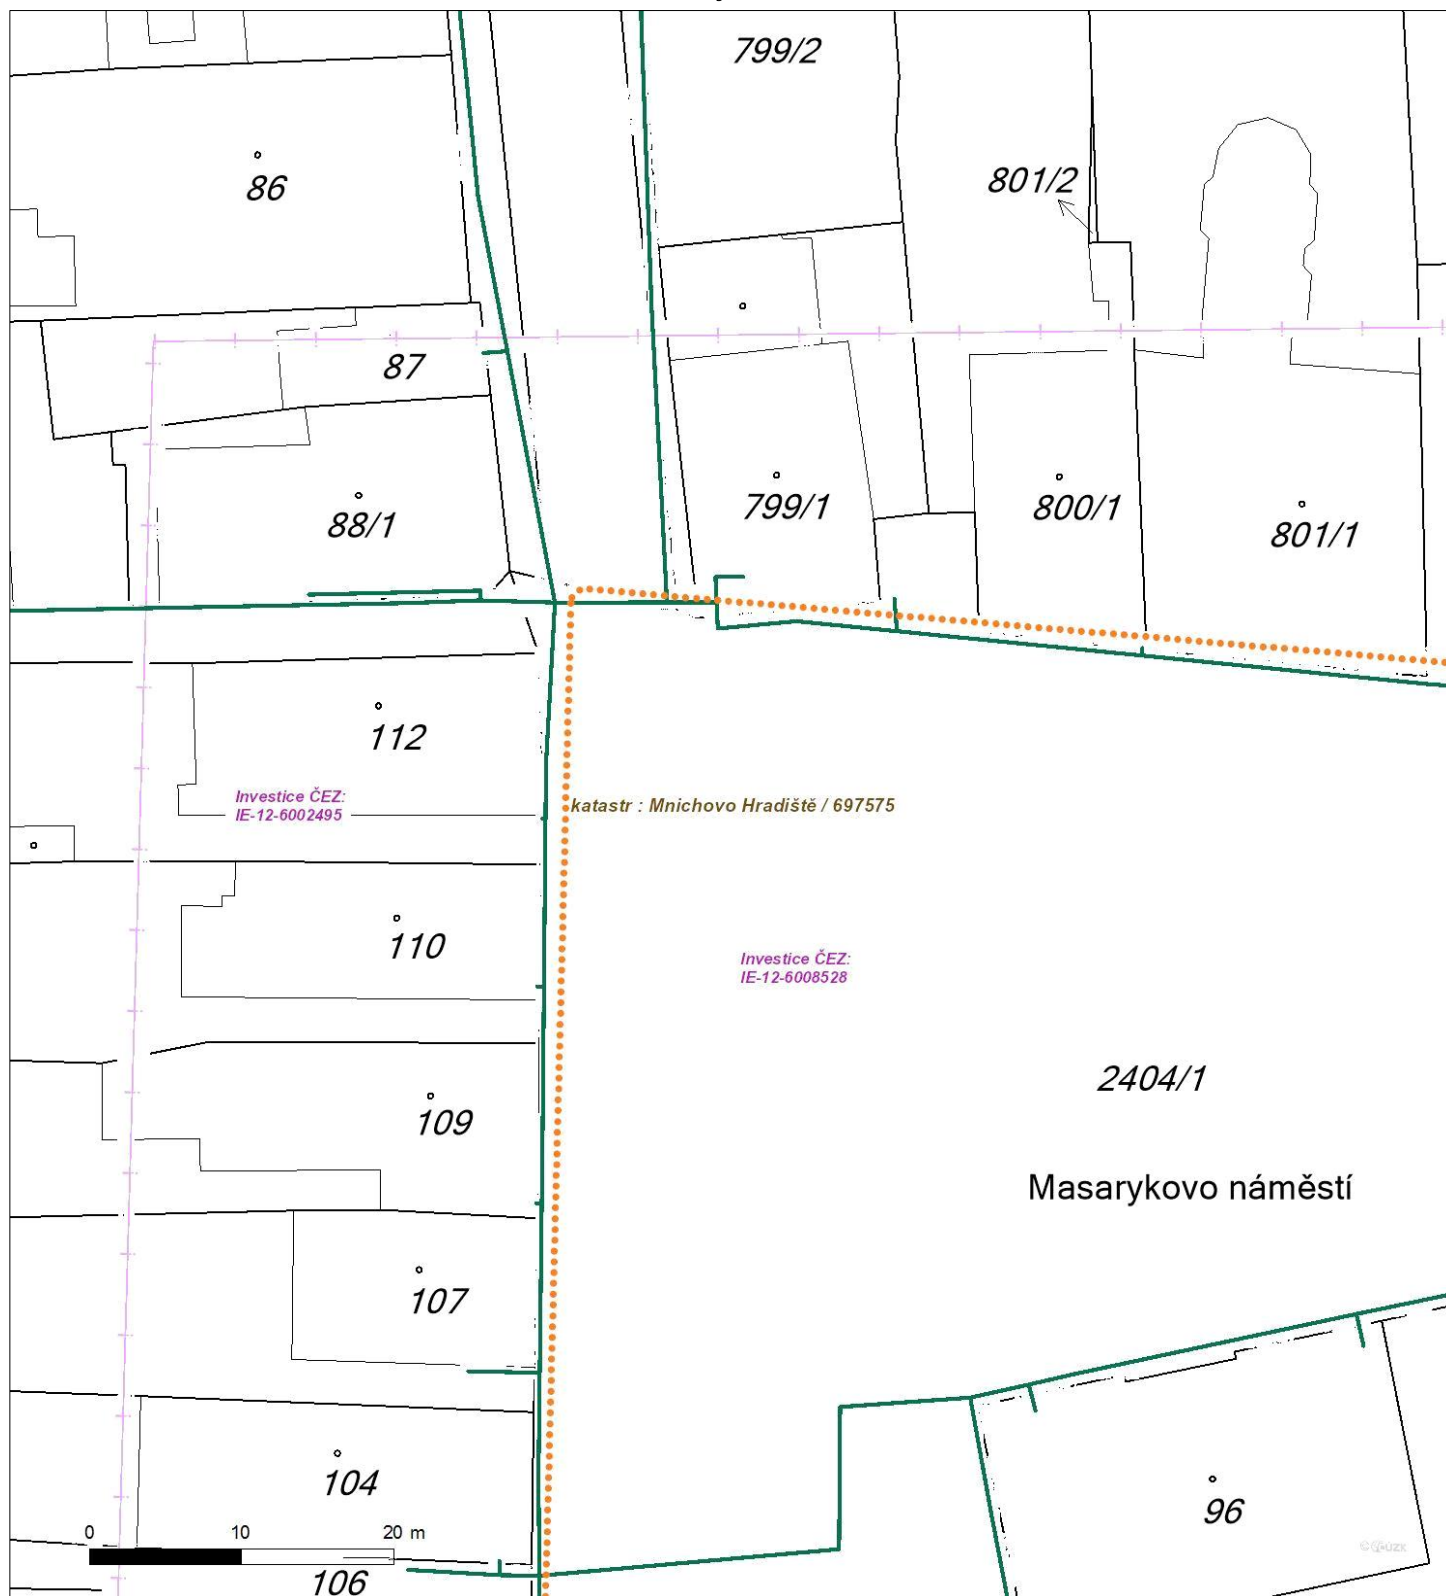 799/2
801/2
86
87
799/1
800/1
88/1
801/1
112
Investice ČEZ:
IE-12-6002495
katastr : Mnichovo Hradiště / 697575
110
Investice ČEZ:
IE-12-6008528
2404/1
109
Masarykovo náměstí
107
104
96
0 10 20 m
106